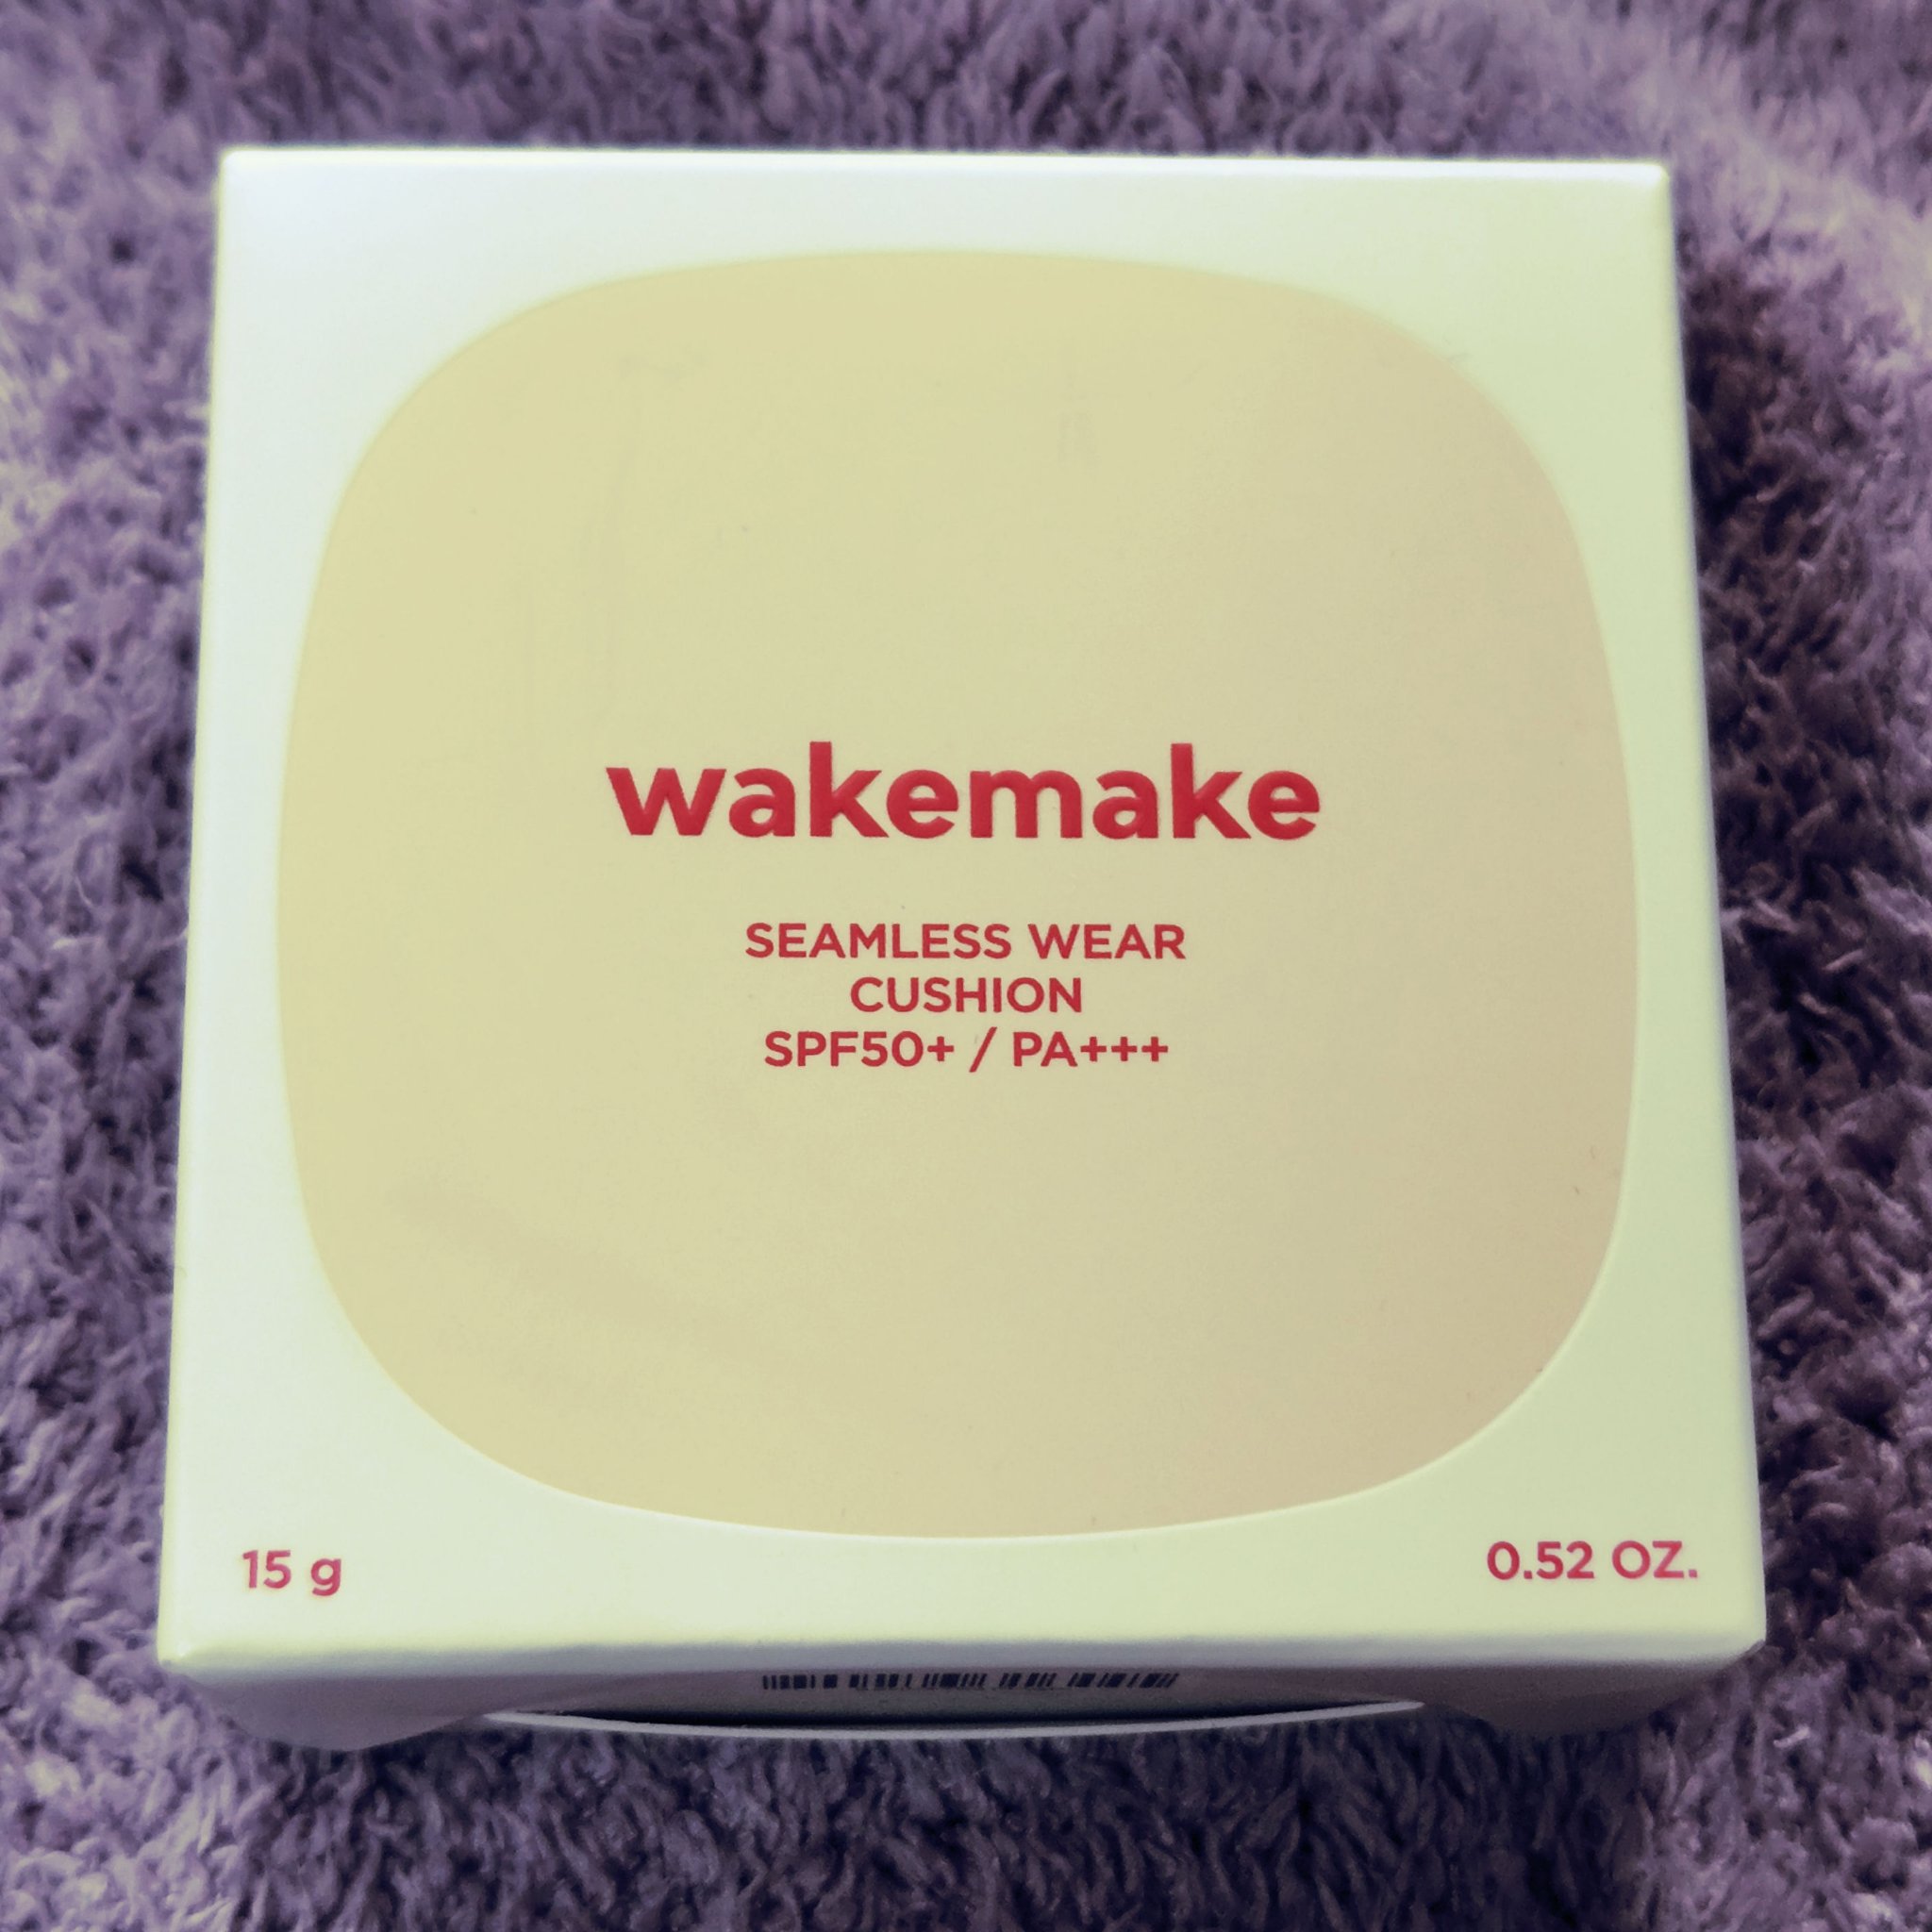 wakemake
SEAMLESS WEAR
CUSHION
SPF50+ / PA+++
15 g
0.52 OZ.